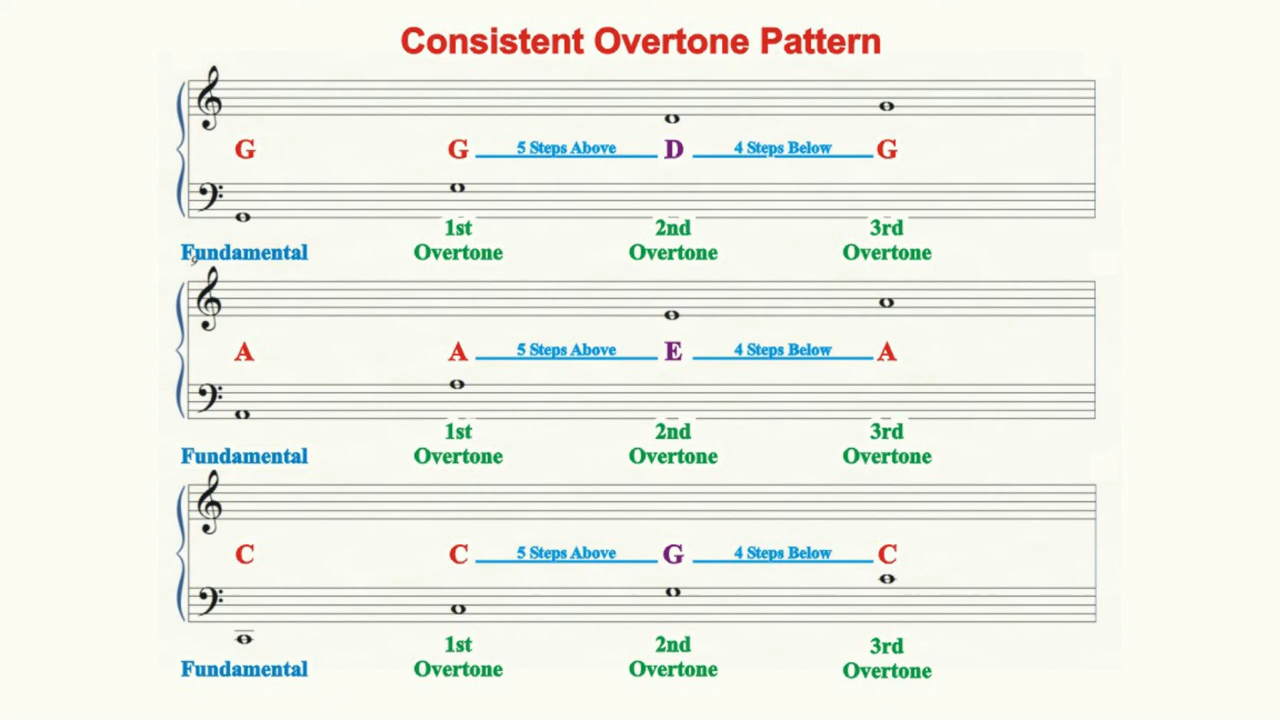 Consistent Overtone Pattern
G G 5 Steps Above D 4 Steps Below G
Fundamental 1st Overtone 2nd Overtone 3rd Overtone
9
A A 5 Steps Above E 4 Steps Below A
Fundamental 1st Overtone 2nd Overtone 3rd Overtone
C C 5 Steps Above G 4 Steps Below C
Fundamental 1st Overtone 2nd Overtone 3rd Overtone